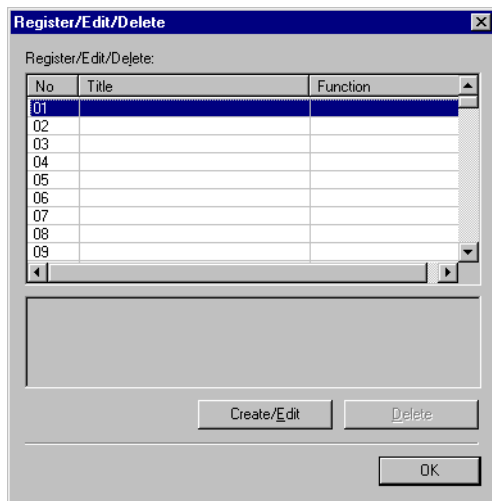 Register/Edit/Delete
Register/Edit/Delete:
No Title Function
01
02
03
04
05
06
07
08
09
Create/Edit Delete
OK